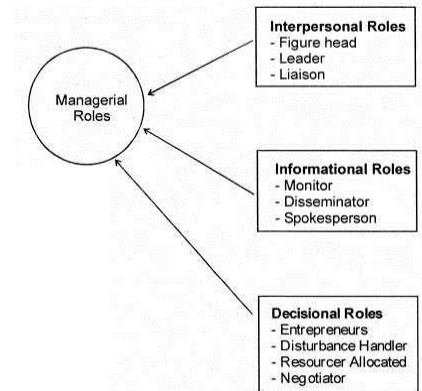 Managerial
Roles
Interpersonal Roles
- Figure head
- Leader
- Liaison
Informational Roles
- Monitor
- Disseminator
- Spokesperson
Decisional Roles
- Entrepreneurs
- Disturbance Handler
- Resourcer Allocated
- Negotiator